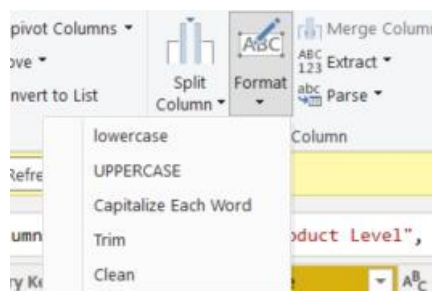 pivot Columns
Merge Colum
ABC
ABC
123 Extract
Split
Column
Format
abc Parse
nvert to List
lowercase
Column
Refre
UPPERCASE
Capitalize Each Word
umn
Trim
oduct Level",
Clean
ry Ke
e
ABC